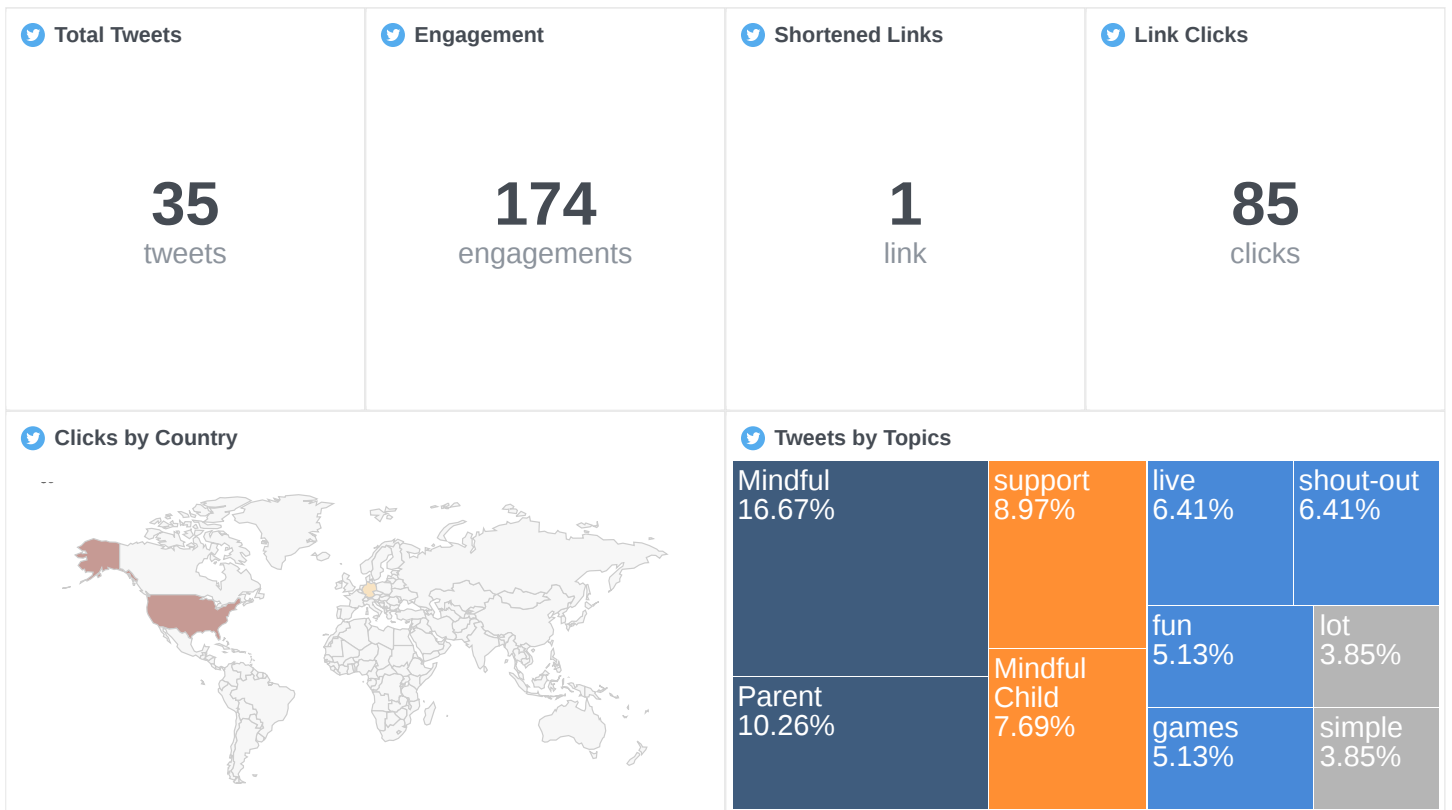 Total Tweets
35
tweets
Engagement
174
engagements
Shortened Links
1
link
Link Clicks
85
clicks
Clicks by Country
--
Tweets by Topics
Mindful
16.67%
Parent
10.26%
support
8.97%
Mindful
Child
7.69%
live
6.41%
shout-out
6.41%
fun
5.13%
lot
3.85%
games
5.13%
simple
3.85%